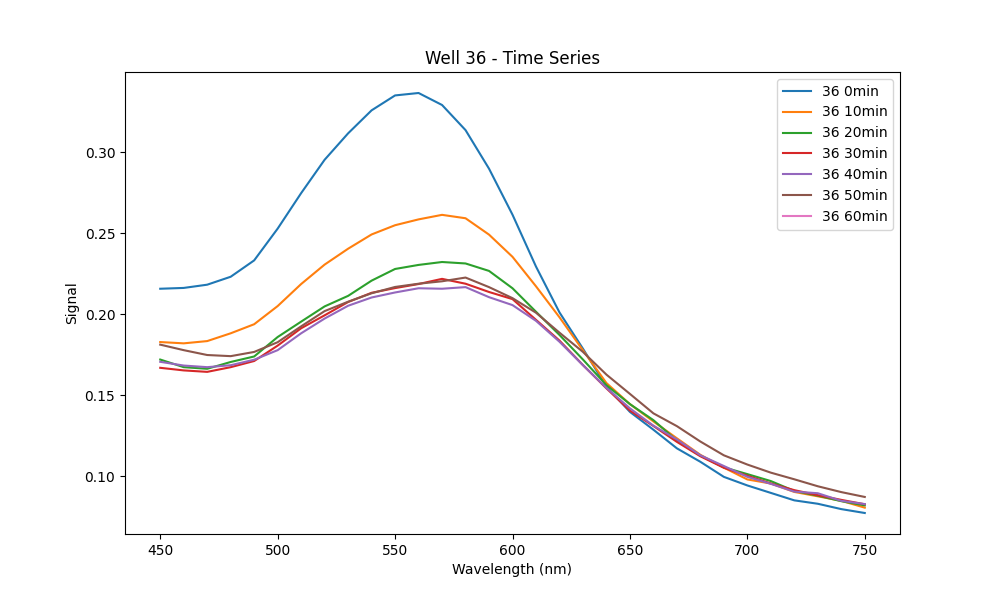 Well 36 - Time Series
36 0min
36 10min
36 20min
36 30min
36 40min
36 50min
36 60min
Signal
0.30
0.25
0.20
0.15
0.10
450 500 550 600 650 700 750
Wavelength (nm)